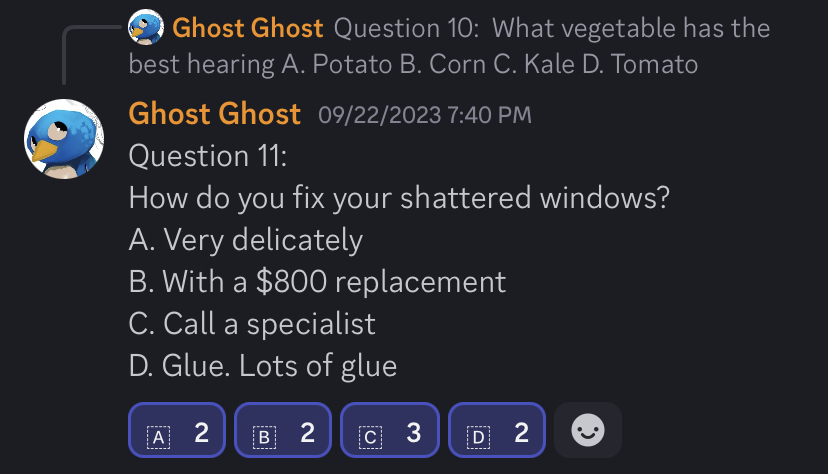 Ghost Ghost Question 10: What vegetable has the
best hearing A. Potato B. Corn C. Kale D. Tomato
Ghost Ghost 09/22/2023 7:40 PM
Question 11:
How do you fix your shattered windows?
A. Very delicately
B. With a $800 replacement
C. Call a specialist
D. Glue. Lots of glue
A 2 B 2 C 3 D 2